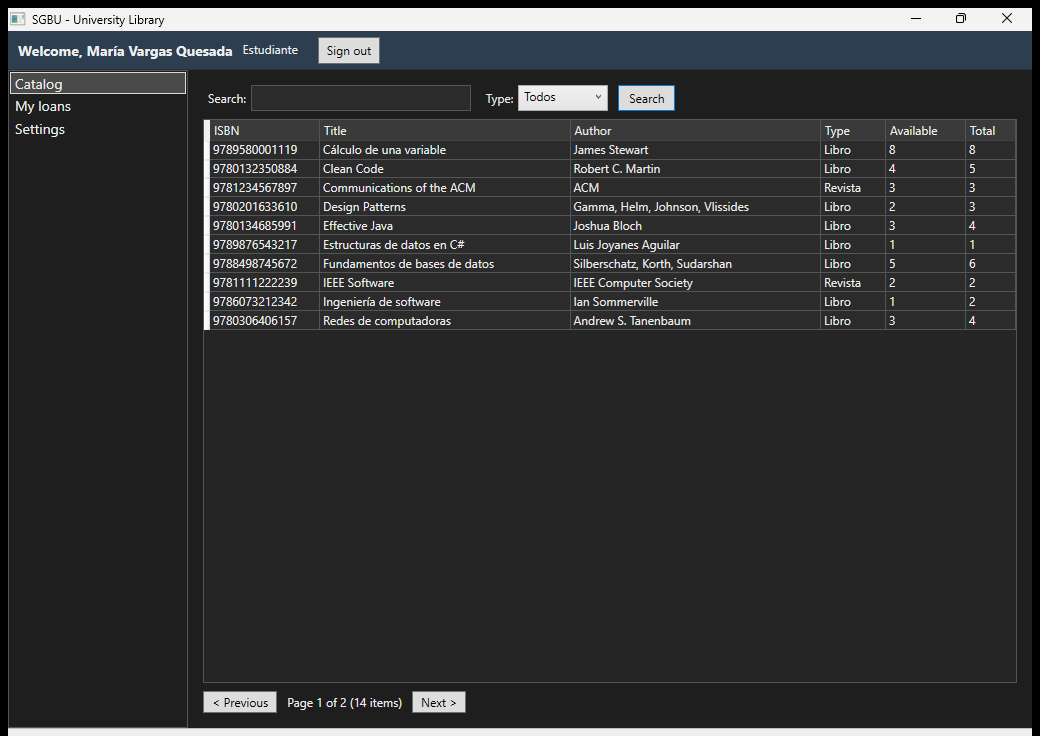 SGBU - University Library
Welcome, María Vargas Quesada Estudiante Sign out
Catalog
My loans
Settings
Search: Type: Todos Search
ISBN Title Author Type Available Total
9789580001119 Cálculo de una variable James Stewart Libro 8 8
9780132350884 Clean Code Robert C. Martin Libro 4 5
9781234567897 Communications of the ACM ACM Revista 3 3
9780201633610 Design Patterns Gamma, Helm, Johnson, Vlissides Libro 2 3
9780134685991 Effective Java Joshua Bloch Libro 3 4
9789876543217 Estructuras de datos en C# Luis Joyanes Aguilar Libro 1 1
9788498745672 Fundamentos de bases de datos Silberschatz, Korth, Sudarshan Libro 5 6
9781111222239 IEEE Software IEEE Computer Society Revista 2 2
9786073212342 Ingeniería de software Ian Sommerville Libro 1 2
9780306406157 Redes de computadoras Andrew S. Tanenbaum Libro 3 4
< Previous Page 1 of 2 (14 items) Next >